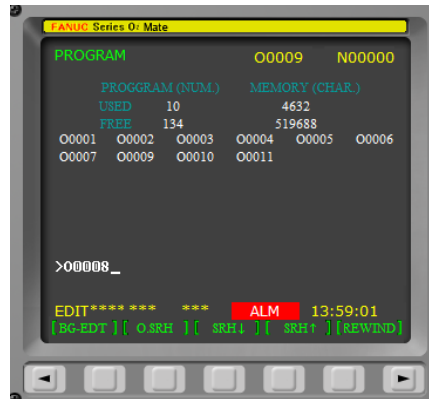 FANUC Series 0i Mate
PROGRAM O0009 N00000
PROGGRAM (NUM.) MEMORY (CHAR.)
USED 10 4632
FREE 134 519688
O0001 O0002 O0003 O0004 O0005 O0006
O0007 O0009 O0010 O0011
>O0008_
EDIT**** *** *** ALM 13:59:01
[BG-EDT ][ O.SRH ][ SRH↓ ][ SRH↑ ][REWIND]